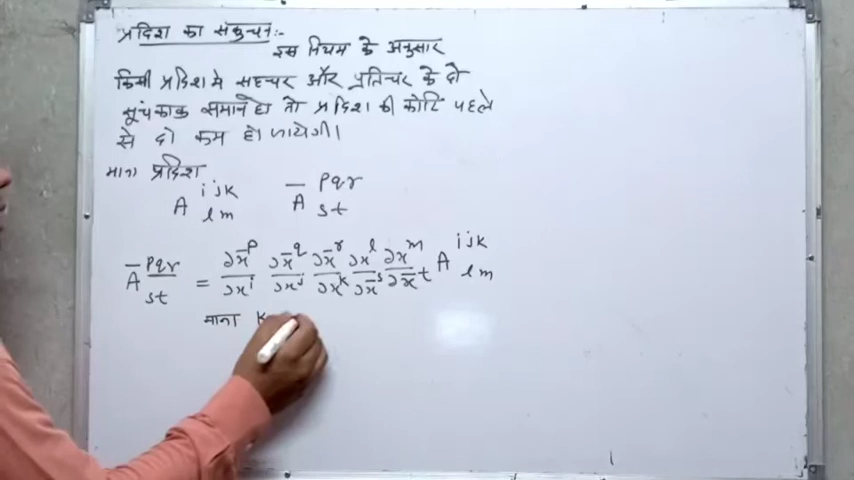 प्रदिश का संकुचन:-
इस नियम के अनुसार
किसी प्रदिश मे सहचर और प्रतिचर के दो
सूचकांक समान हो तो प्रदिश की कोटि पहले
से दो कम हो जायेगी।
माना प्रदिश
A^{ijk}_{lm} Ā^{pqr}_{st}
Ā^{pqr}_{st} = ∂x̄^p/∂x^i ∂x̄^q/∂x^j ∂x̄^r/∂x^k ∂x^l/∂x̄^s ∂x^m/∂x̄^t A^{ijk}_{lm}
माना k